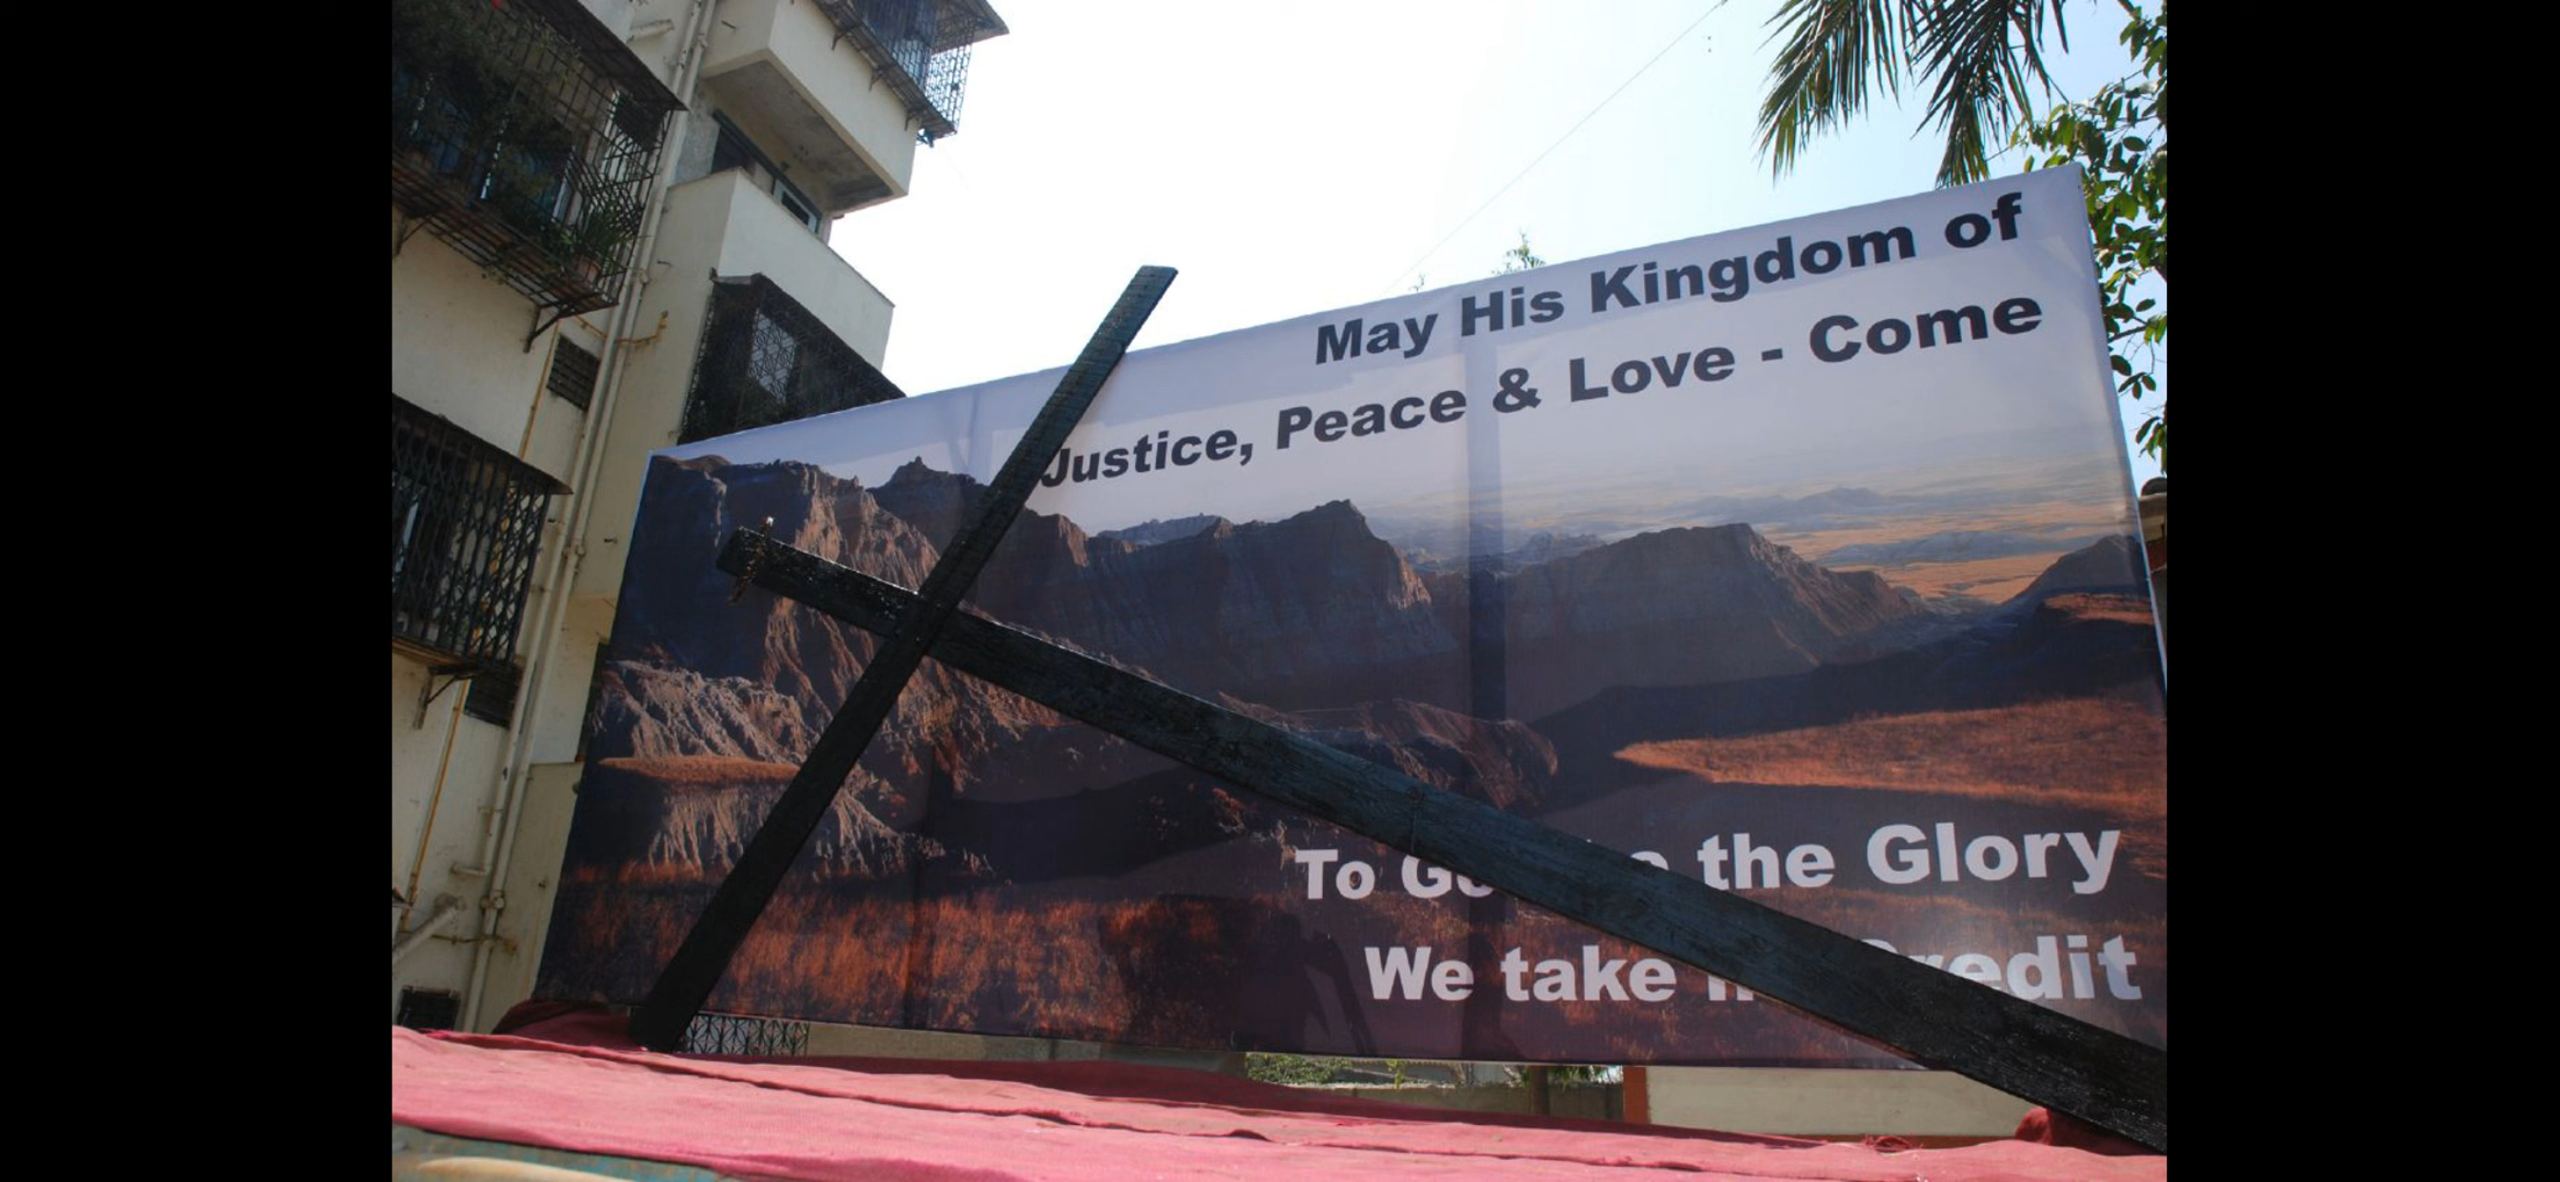 May His Kingdom of
Justice, Peace & Love - Come
To the Glory
We take